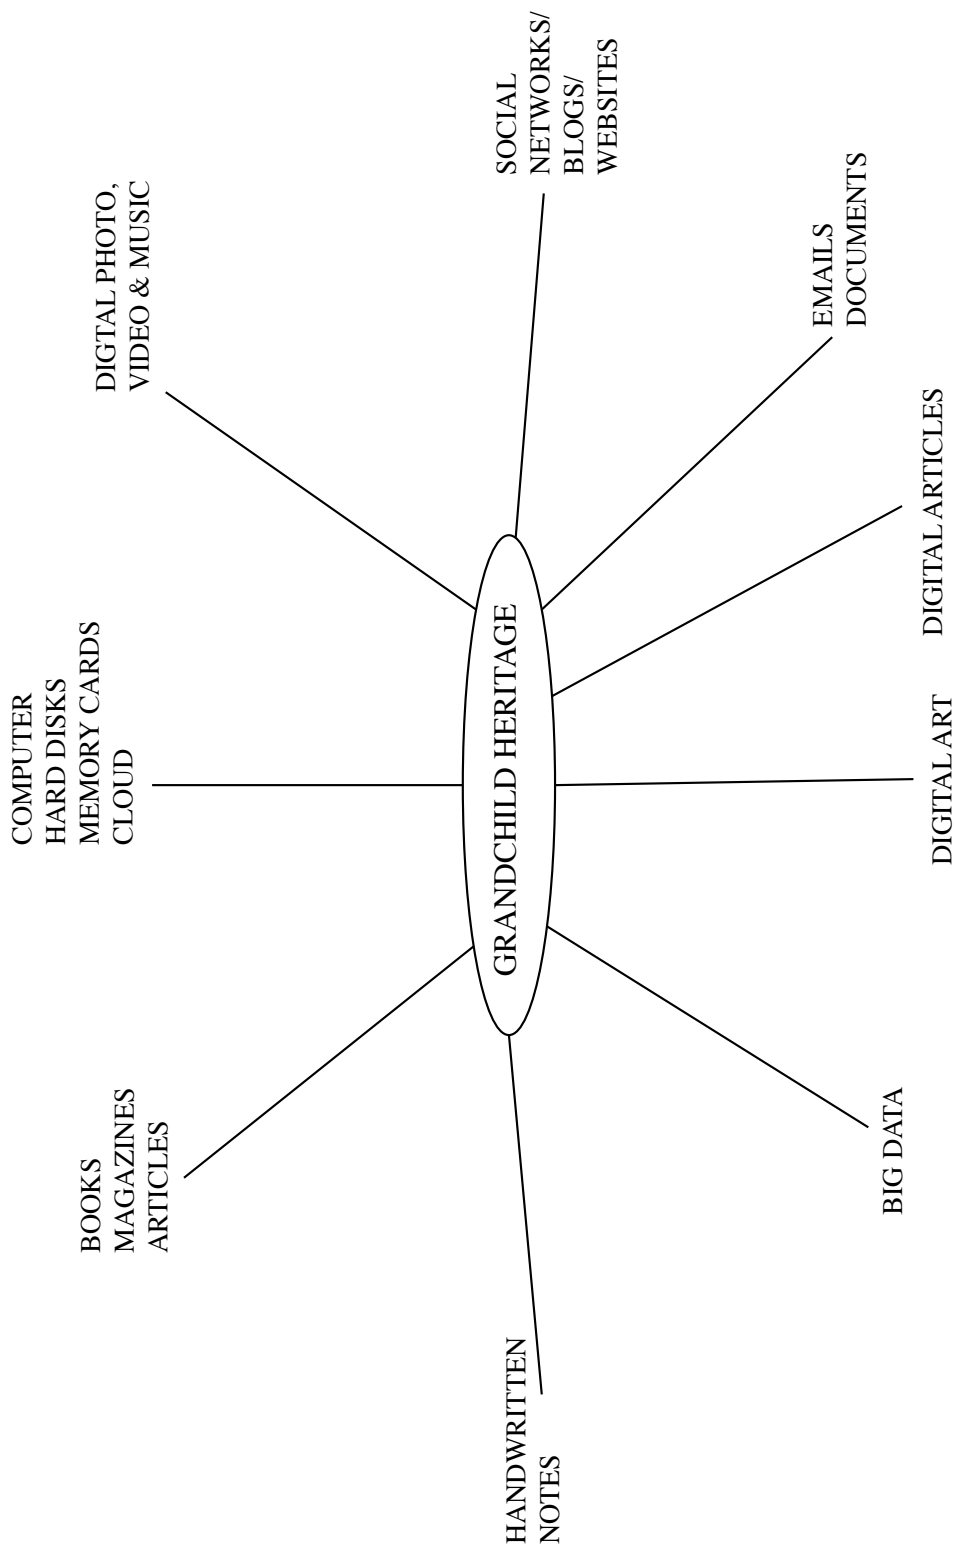 COMPUTER
HARD DISKS
MEMORY CARDS
CLOUD
BOOKS
MAGAZINES
ARTICLES
DIGTAL PHOTO,
VIDEO & MUSIC
HANDWRITTEN
NOTES
GRANDCHILD HERITAGE
SOCIAL
NETWORKS/
BLOGS/
WEBSITES
EMAILS
DOCUMENTS
BIG DATA
DIGITAL ARTICLES
DIGITAL ART